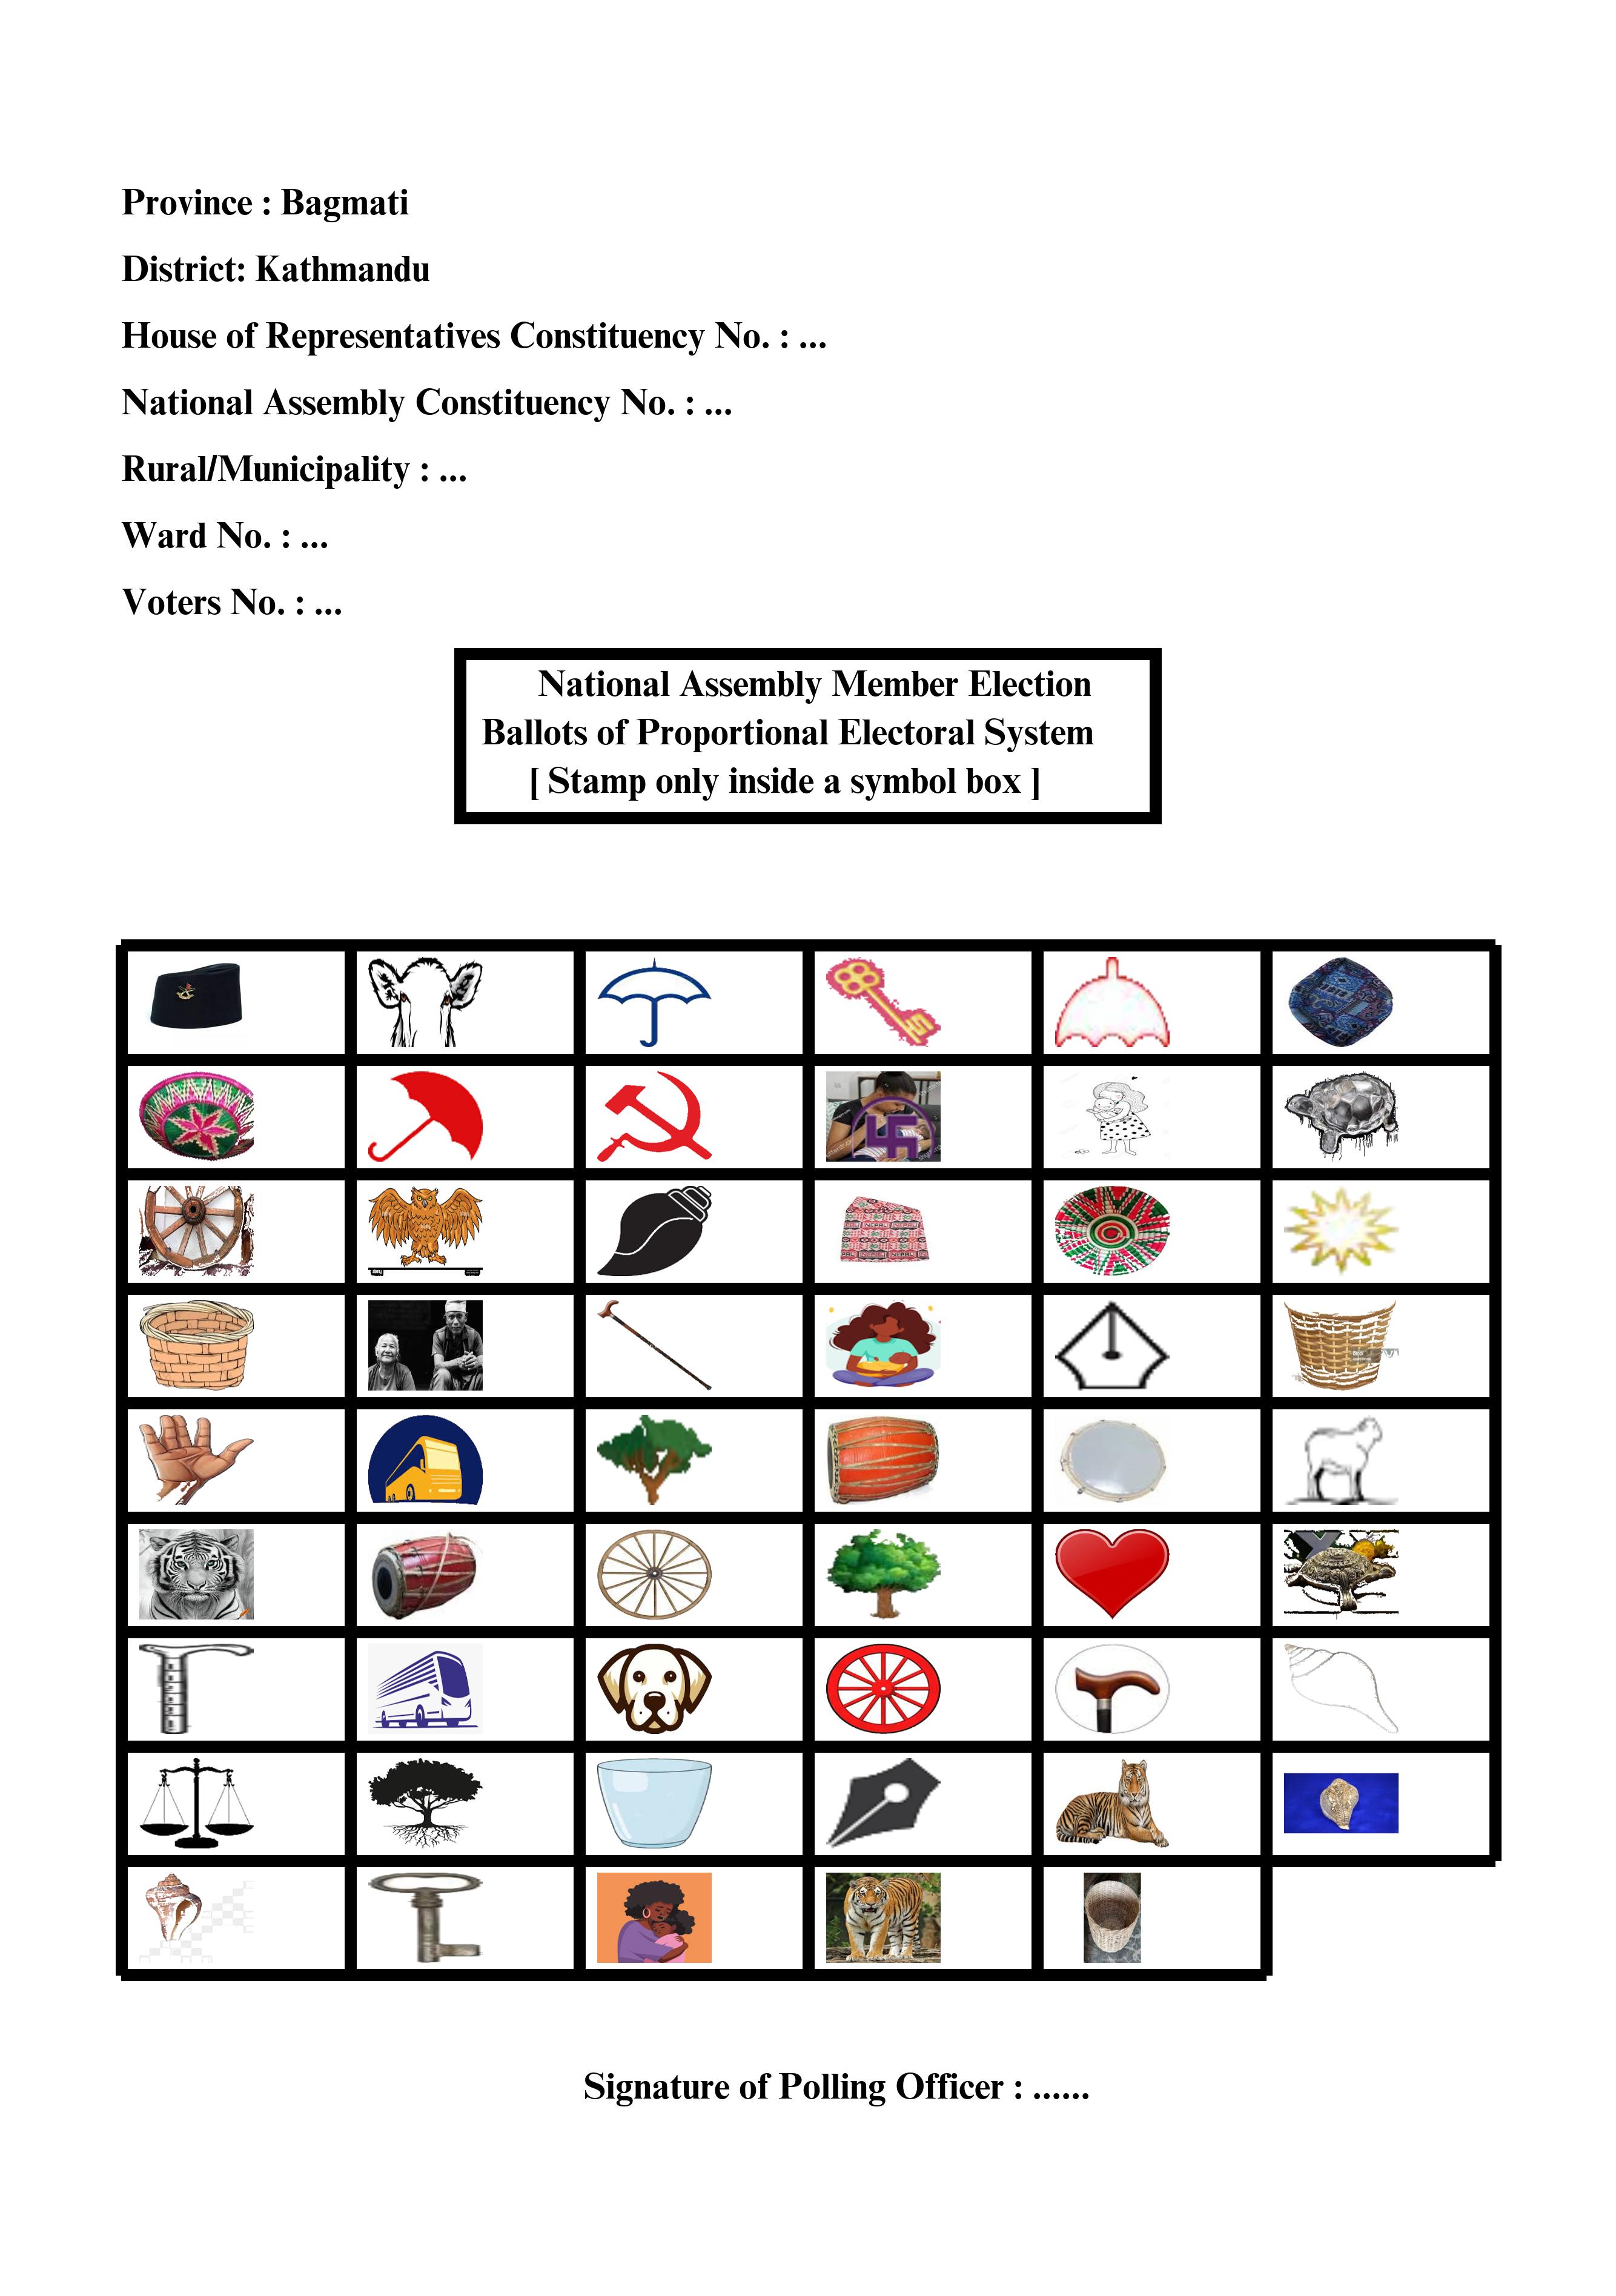 Province : Bagmati
District: Kathmandu
House of Representatives Constituency No. : ...
National Assembly Constituency No. : ...
Rural/Municipality : ...
Ward No. : ...
Voters No. : ...
National Assembly Member Election
Ballots of Proportional Electoral System
[ Stamp only inside a symbol box ]
Signature of Polling Officer : ......